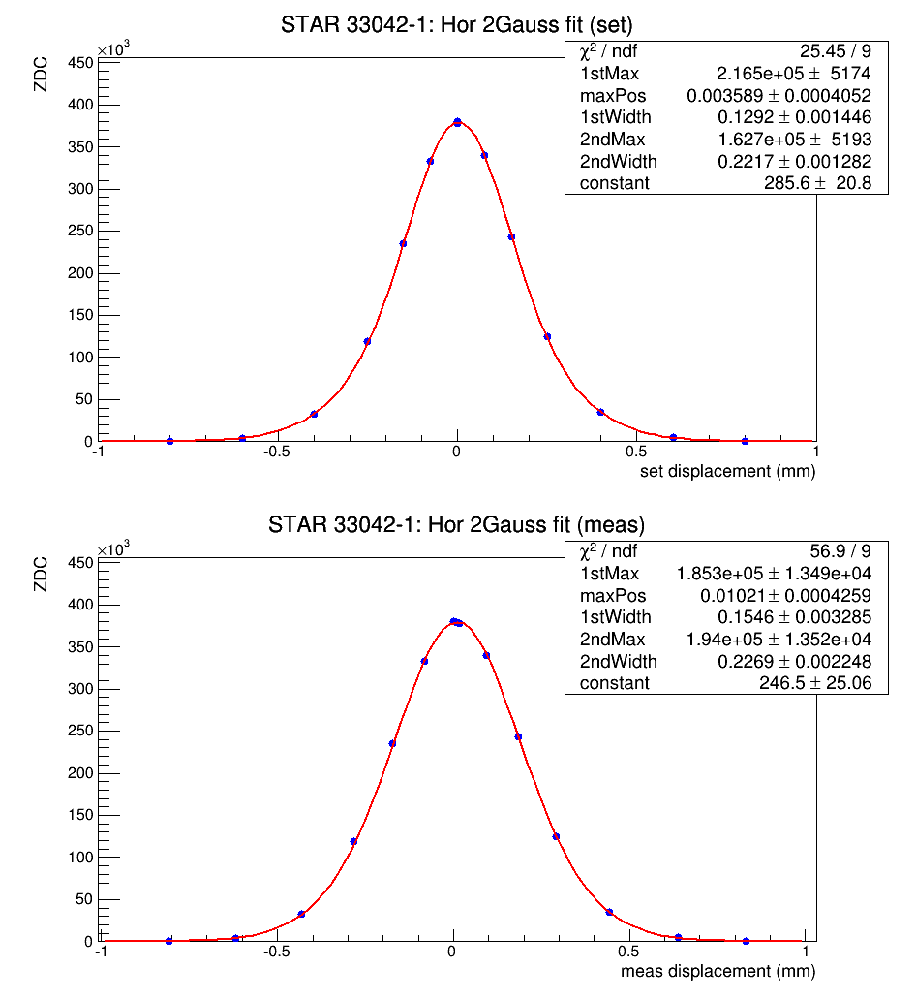 STAR 33042-1: Hor 2Gauss fit (set)
×10³
ZDC
χ² / ndf 25.45 / 9
1stMax 2.165e+05 ± 5174
maxPos 0.003589 ± 0.0004052
1stWidth 0.1292 ± 0.001446
2ndMax 1.627e+05 ± 5193
2ndWidth 0.2217 ± 0.001282
constant 285.6 ± 20.8
450
400
350
300
250
200
150
100
50
0
-1 -0.5 0 0.5 1
set displacement (mm)
STAR 33042-1: Hor 2Gauss fit (meas)
×10³
ZDC
χ² / ndf 56.9 / 9
1stMax 1.853e+05 ± 1.349e+04
maxPos 0.01021 ± 0.0004259
1stWidth 0.1546 ± 0.003285
2ndMax 1.94e+05 ± 1.352e+04
2ndWidth 0.2269 ± 0.002248
constant 246.5 ± 25.06
450
400
350
300
250
200
150
100
50
0
-1 -0.5 0 0.5 1
meas displacement (mm)